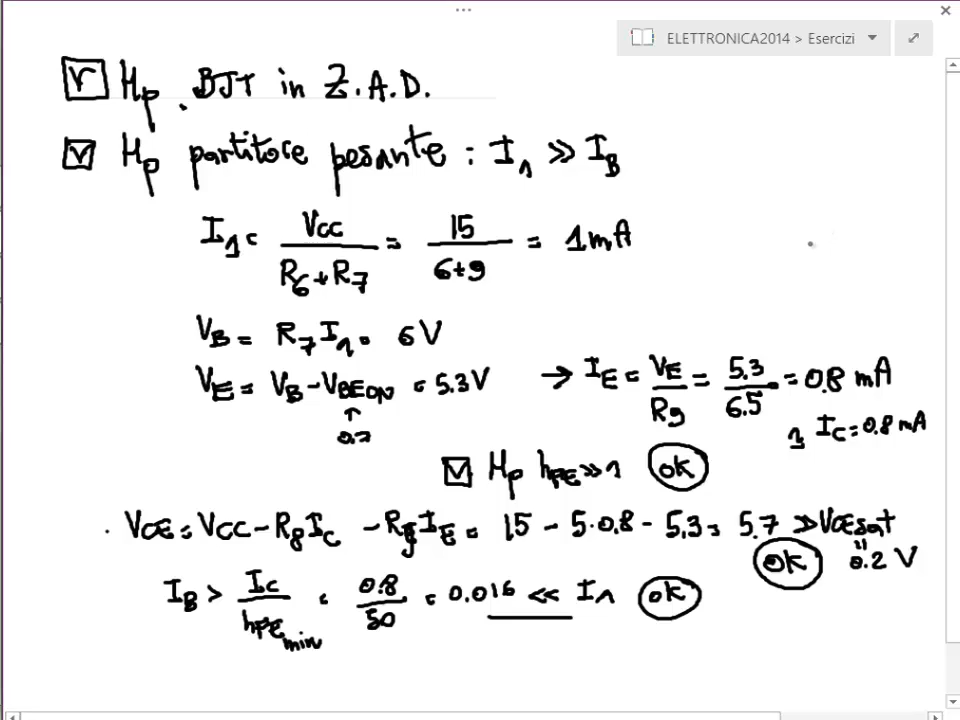 ELETTRONICA2014 > Esercizi
Hp. BJT in Z.A.D.
Hp partitore pesante : I1 >> IB
I1 = VCC / (R6+R7) = 15 / (6+9) = 1mA
VB = R7 I1 = 6V
VE = VB - VBEON = 5.3V → IE = VE / R9 = 5.3 / 6.5 = 0.8 mA
↑
0.7
1 IC = 0.8 mA
Hp hFE >> 1 OK
VCE = VCC - R8 IC - R9 IE = 15 - 5·0.8 - 5.3 = 5.7 >> VCEsat
OK
0.2 V
IB > IC / hFEmin = 0.8 / 50 = 0.016 << I1 OK